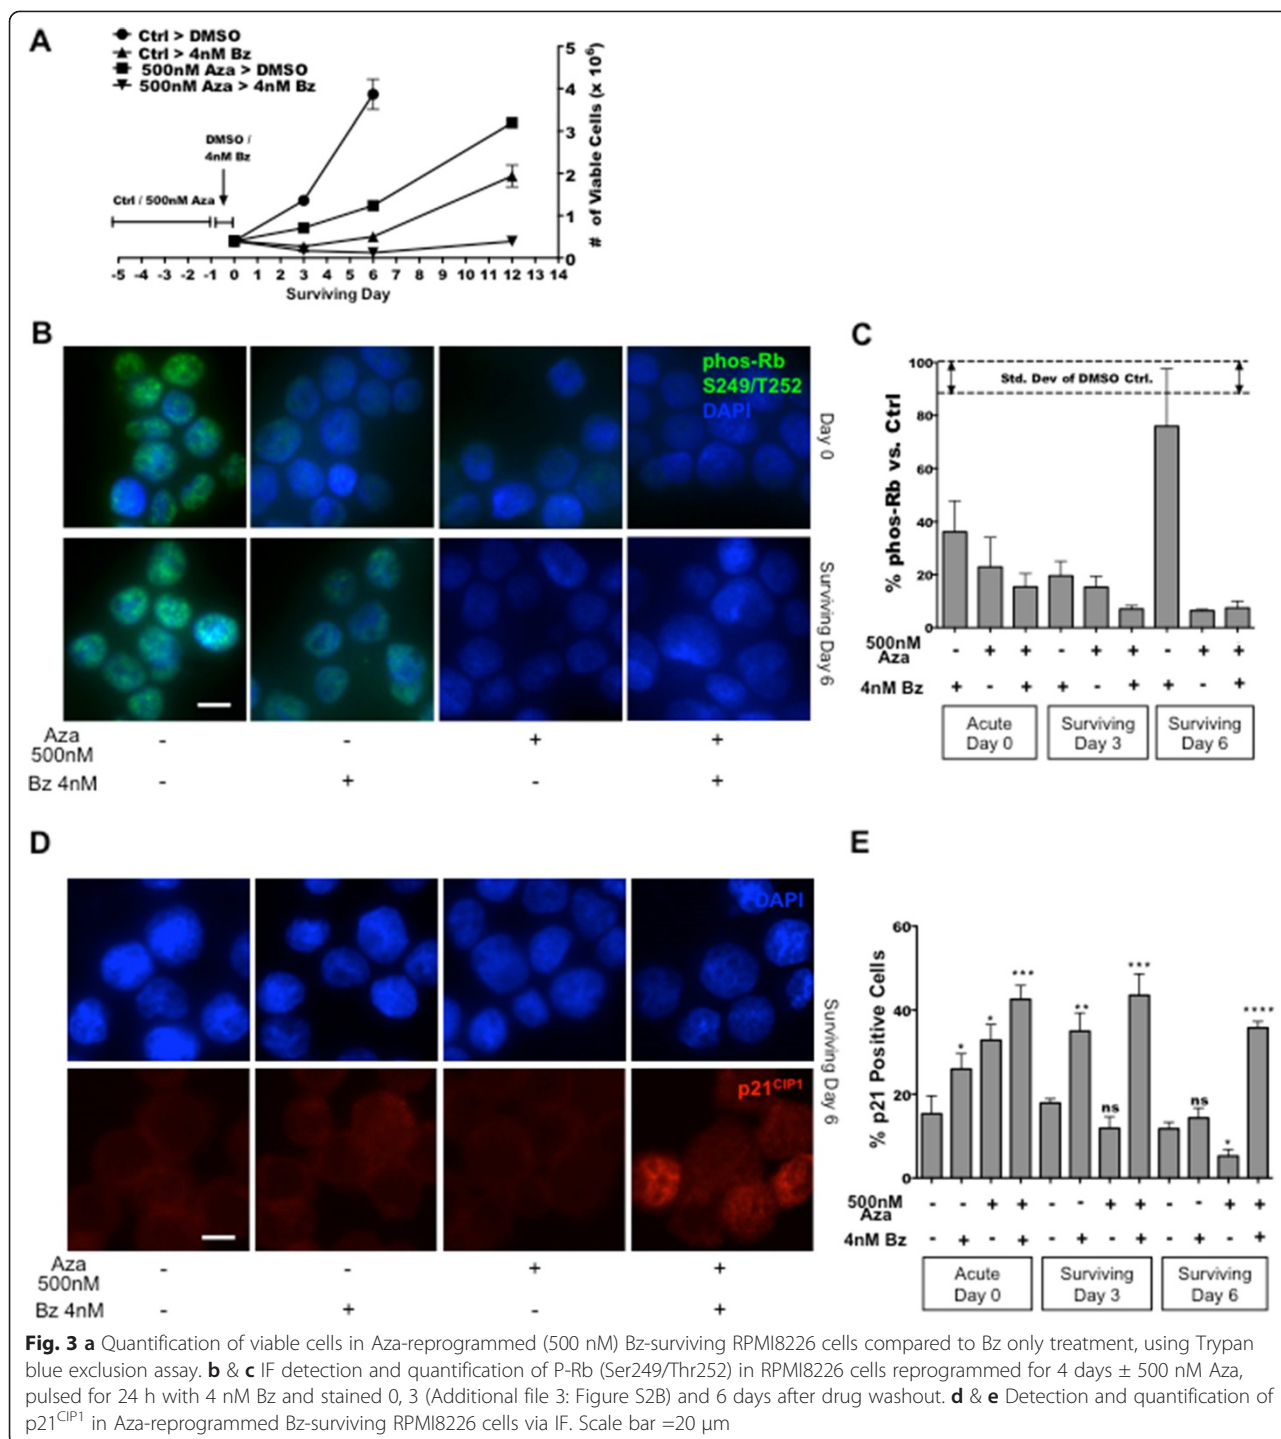 A
Ctrl > DMSO
Ctrl > 4nM Bz
500nM Aza > DMSO
500nM Aza > 4nM Bz
DMSO /
4nM Bz
Ctrl / 500nM Aza
5
4
3
2
1
0
# of Viable Cells (x 10⁶)
-5 -4 -3 -2 -1 0 1 2 3 4 5 6 7 8 9 10 11 12 13 14
Surviving Day
B
phos-Rb
S249/T252
DAPI
Day 0
Surviving Day 6
Aza
500nM - - + +
Bz 4nM - + - +
C
% phos-Rb vs. Ctrl
100
80
60
40
20
0
Std. Dev of DMSO Ctrl.
500nM
Aza - + + - + + - + +
4nM Bz + - + + - + + - +
Acute
Day 0
Surviving
Day 3
Surviving
Day 6
D
DAPI
p21CIP1
Surviving Day 6
Aza
500nM - - + +
Bz 4nM - + - +
E
% p21 Positive Cells
60
40
20
0
* * *** ** ns *** ns * ****
500nM
Aza - - + + - - + + - - + +
4nM Bz - + - + - + - + - + - +
Acute
Day 0
Surviving
Day 3
Surviving
Day 6
Fig. 3 a Quantification of viable cells in Aza-reprogrammed (500 nM) Bz-surviving RPMI8226 cells compared to Bz only treatment, using Trypan
blue exclusion assay. b & c IF detection and quantification of P-Rb (Ser249/Thr252) in RPMI8226 cells reprogrammed for 4 days ± 500 nM Aza,
pulsed for 24 h with 4 nM Bz and stained 0, 3 (Additional file 3: Figure S2B) and 6 days after drug washout. d & e Detection and quantification of
p21CIP1 in Aza-reprogrammed Bz-surviving RPMI8226 cells via IF. Scale bar =20 μm